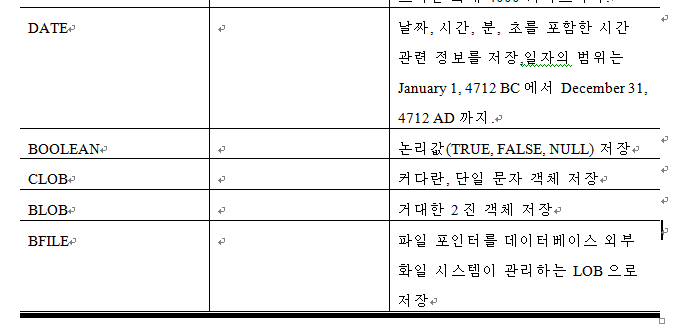 DATE
날짜, 시간, 분, 초를 포함한 시간
관련 정보를 저장,일자의 범위는
January 1, 4712 BC 에서 December 31,
4712 AD 까지.
BOOLEAN
논리값(TRUE, FALSE, NULL) 저장
CLOB
커다란, 단일 문자 객체 저장
BLOB
거대한 2 진 객체 저장
BFILE
파일 포인터를 데이터베이스 외부
화일 시스템이 관리하는 LOB 으로
저장